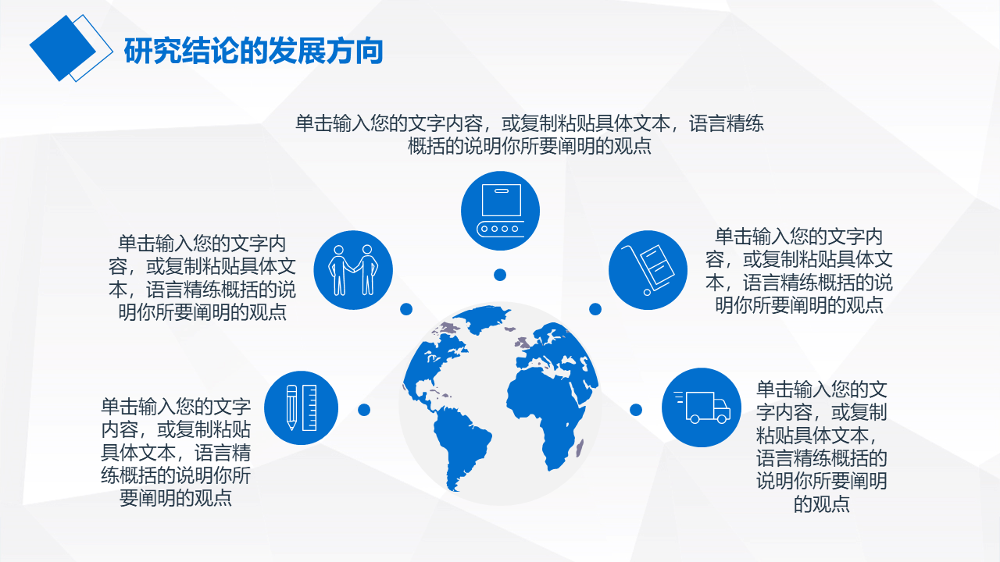 研究结论的发展方向
单击输入您的文字内容，或复制粘贴具体文本，语言精练
概括的说明你所要阐明的观点
单击输入您的文字内
容，或复制粘贴具体文
本，语言精练概括的说
明你所要阐明的观点
单击输入您的文字内
容，或复制粘贴具体文
本，语言精练概括的说
明你所要阐明的观点
单击输入您的文字
内容，或复制粘贴
具体文本，语言精
练概括的说明你所
要阐明的观点
单击输入您的文
字内容，或复制
粘贴具体文本，
语言精练概括的
说明你所要阐明
的观点